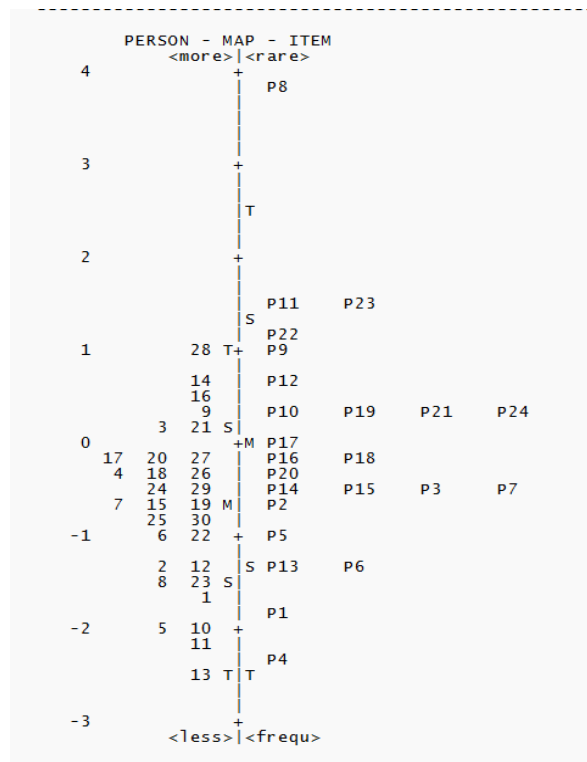 PERSON - MAP - ITEM
<more>|<rare>
4 +
| P8
|
|
|
|
3 +
|
|
|T
|
|
2 +
|
|
| P11 P23
|S
| P22
1 28 T+ P9
|
14 | P12
16 |
9 | P10 P19 P21 P24
3 21 S|
0 +M P17
17 20 27 | P16 P18
4 18 26 | P20
24 29 | P14 P15 P3 P7
7 15 19 M| P2
25 30 |
-1 6 22 + P5
|
2 12 |S P13 P6
8 23 S|
1 |
| P1
-2 5 10 +
11 |
| P4
13 T|T
|
|
-3 +
<less>|<frequ>